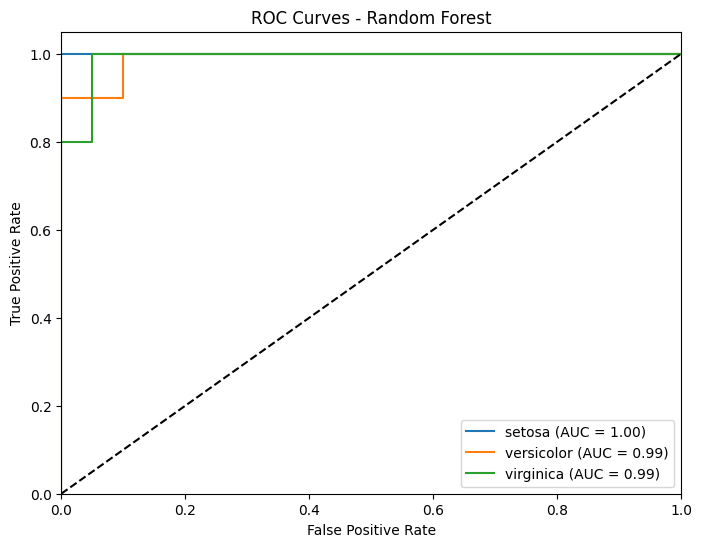 ROC Curves - Random Forest
True Positive Rate
1.0
0.8
0.6
0.4
0.2
0.0
setosa (AUC = 1.00)
versicolor (AUC = 0.99)
virginica (AUC = 0.99)
0.0 0.2 0.4 0.6 0.8 1.0
False Positive Rate